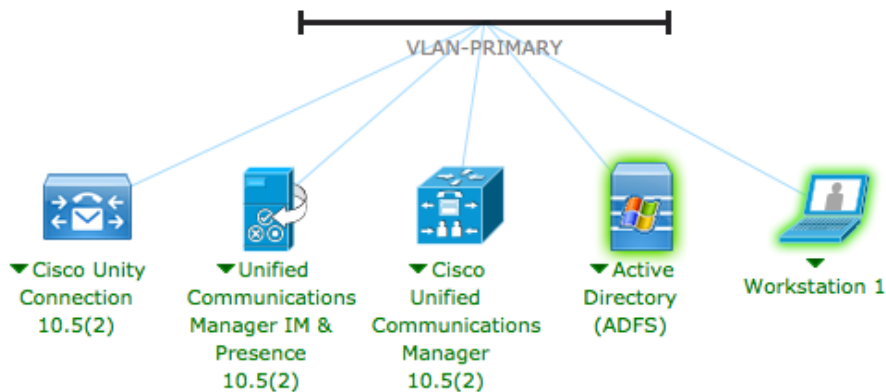 VLAN-PRIMARY
Cisco Unity
Connection
10.5(2)
Unified
Communications
Manager IM &
Presence
10.5(2)
Cisco
Unified
Communications
Manager
10.5(2)
Active
Directory
(ADFS)
Workstation 1